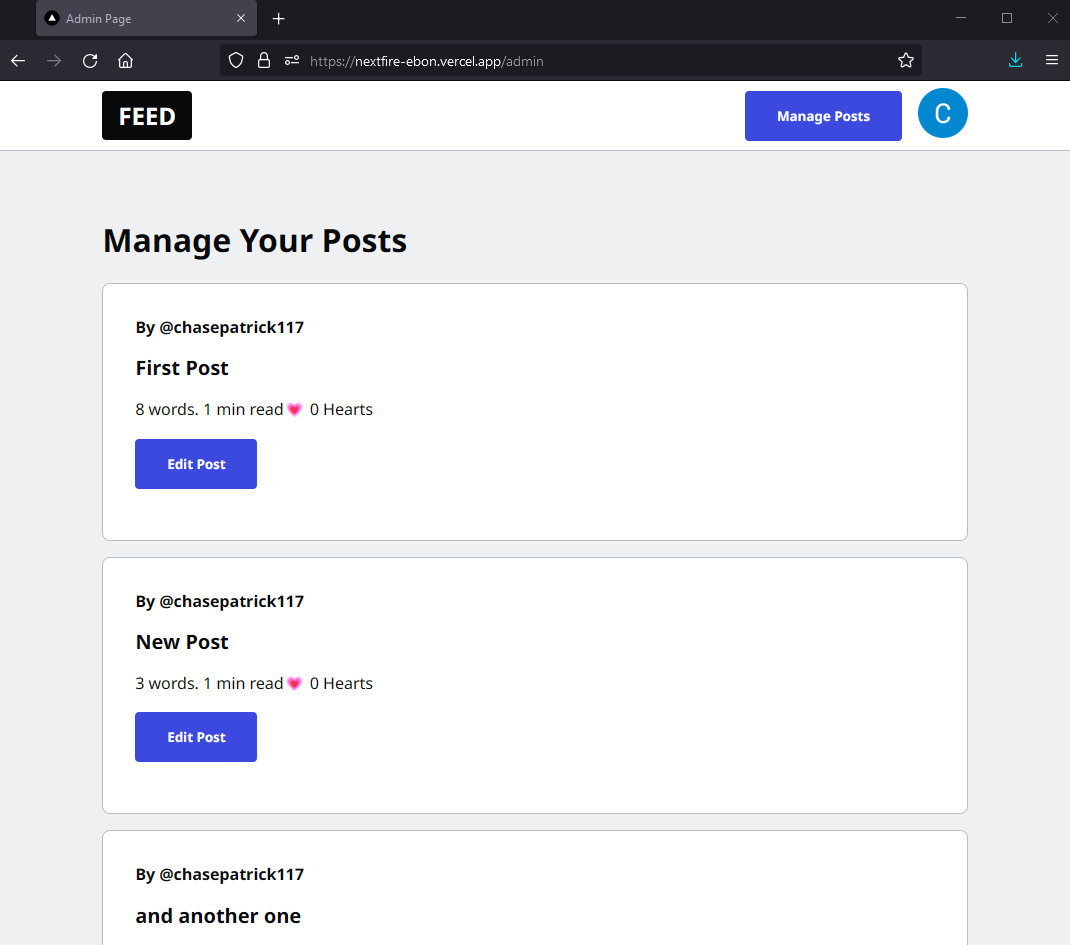 Admin Page
https://nextfire-ebon.vercel.app/admin
FEED
Manage Posts
C
Manage Your Posts
By @chasepatrick117
First Post
8 words. 1 min read💗 0 Hearts
Edit Post
By @chasepatrick117
New Post
3 words. 1 min read💗 0 Hearts
Edit Post
By @chasepatrick117
and another one